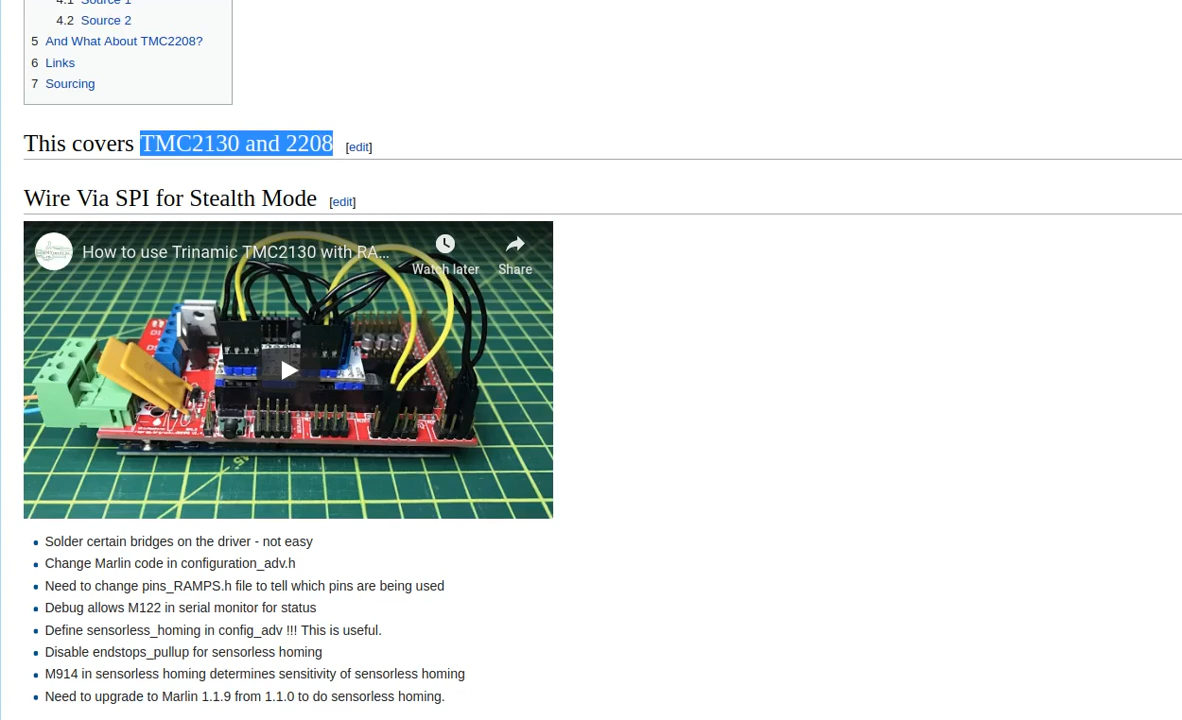 4.1 Source 1
4.2 Source 2
5 And What About TMC2208?
6 Links
7 Sourcing
This covers TMC2130 and 2208 [edit]
Wire Via SPI for Stealth Mode [edit]
How to use Trinamic TMC2130 with RA...
Watch later
Share
Solder certain bridges on the driver - not easy
Change Marlin code in configuration_adv.h
Need to change pins_RAMPS.h file to tell which pins are being used
Debug allows M122 in serial monitor for status
Define sensorless_homing in config_adv !!! This is useful.
Disable endstops_pullup for sensorless homing
M914 in sensorless homing determines sensitivity of sensorless homing
Need to upgrade to Marlin 1.1.9 from 1.1.0 to do sensorless homing.